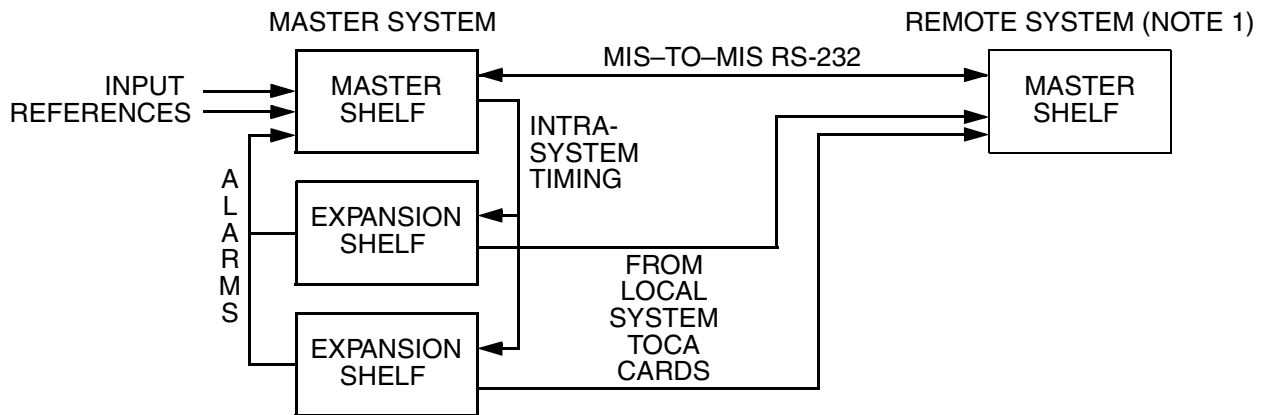 MASTER SYSTEM
REMOTE SYSTEM (NOTE 1)
INPUT
REFERENCES
MASTER
SHELF
MIS–TO–MIS RS-232
MASTER
SHELF
INTRA-
SYSTEM
TIMING
A
L
A
R
M
S
EXPANSION
SHELF
FROM
LOCAL
SYSTEM
TOCA
CARDS
EXPANSION
SHELF